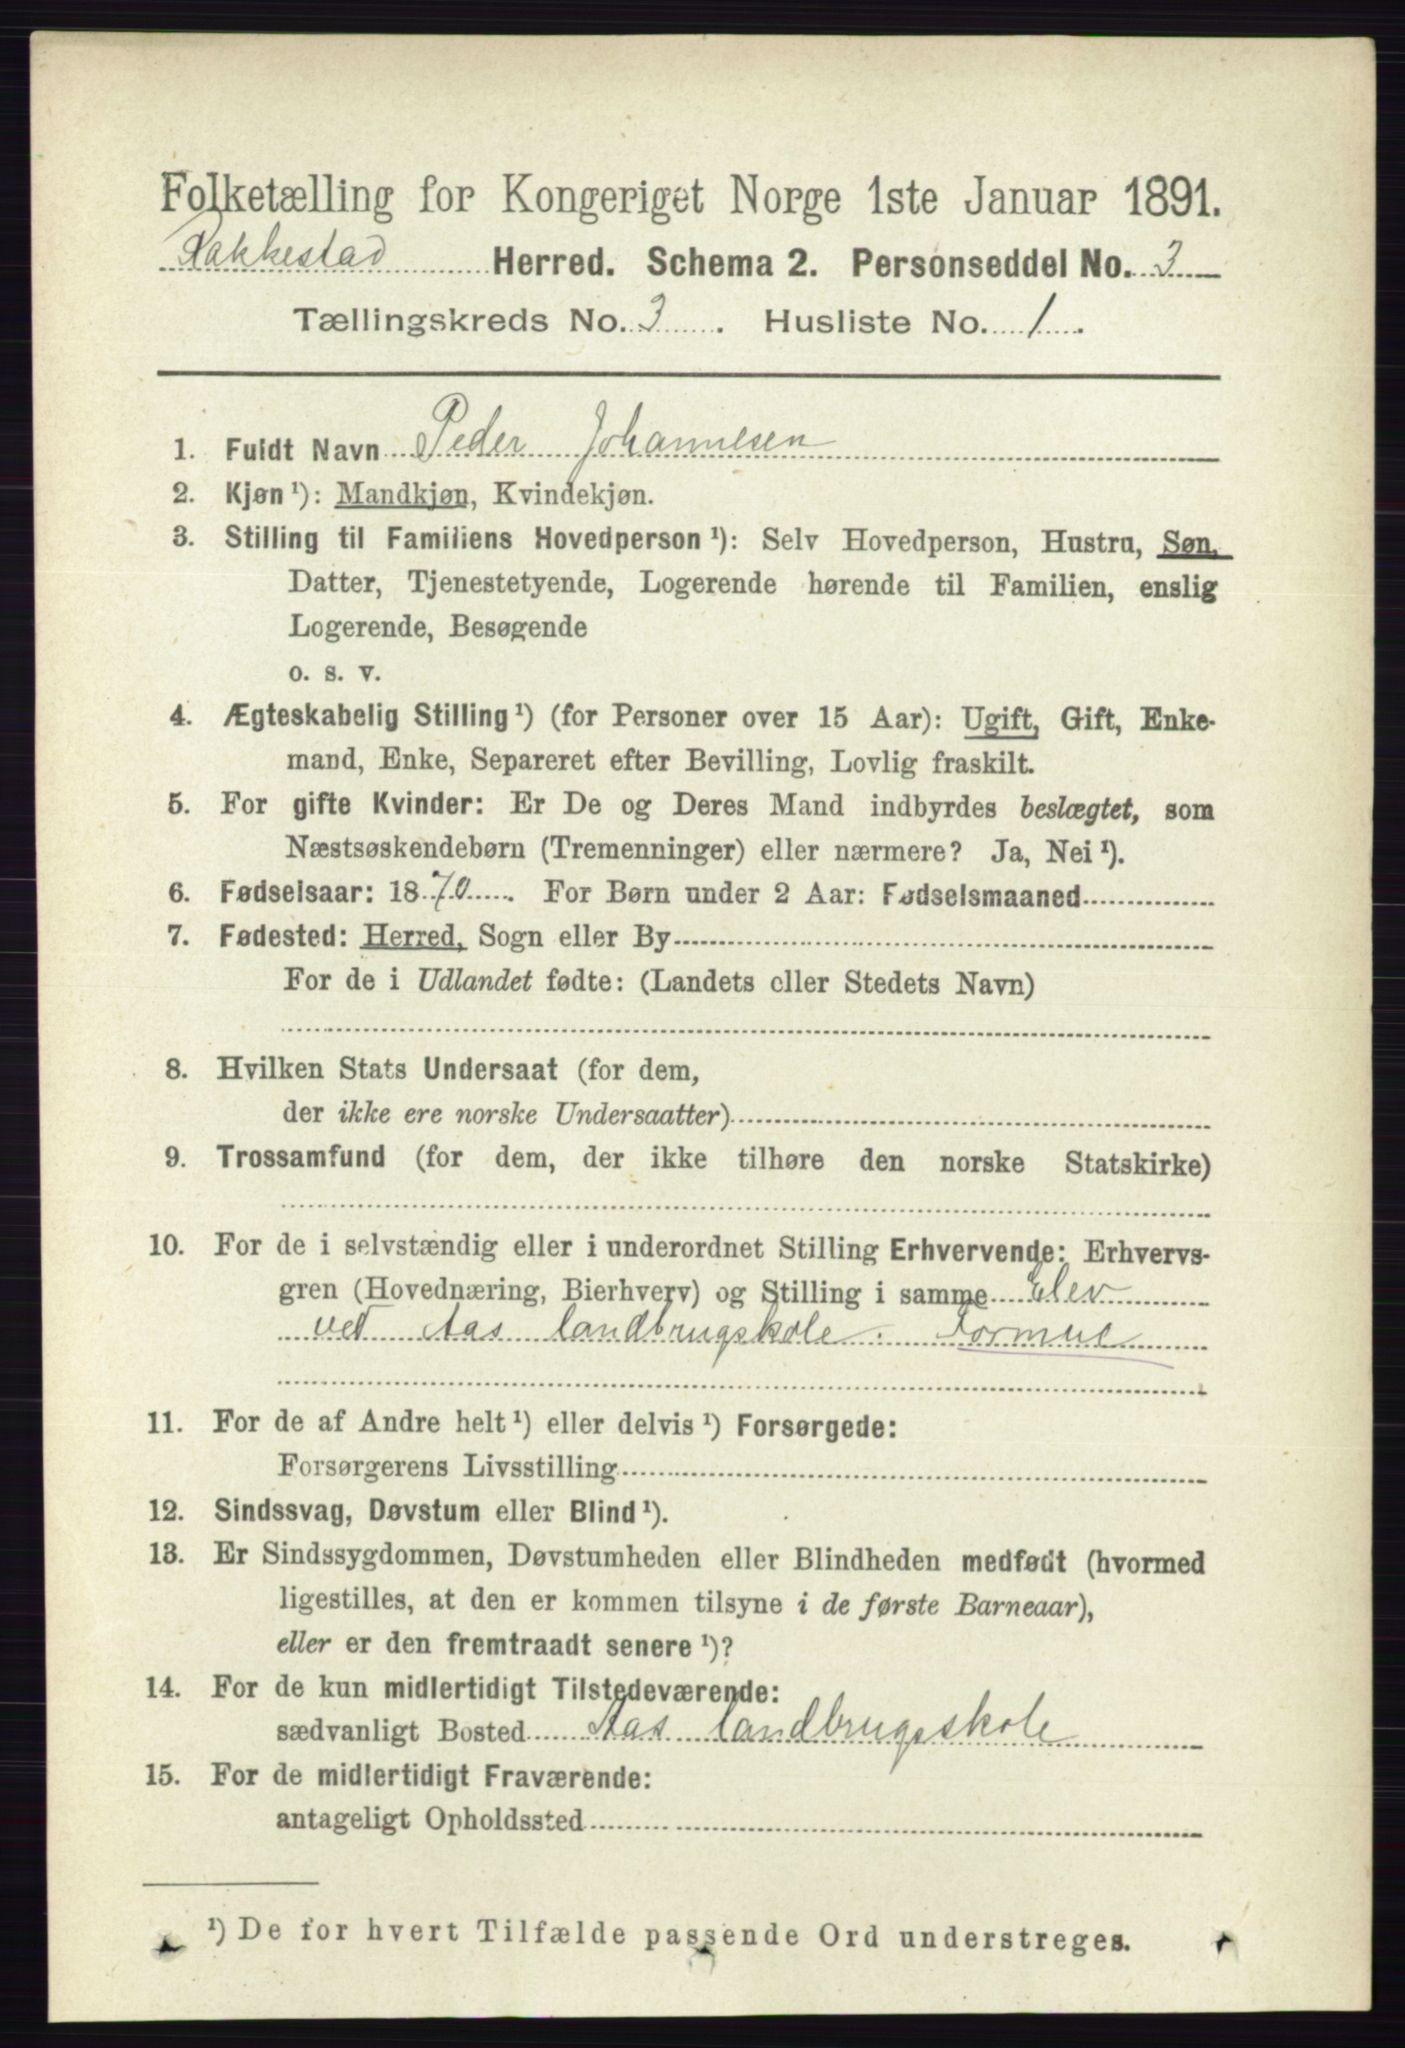 Folketælling for Kongeriget Norge 1ste Januar 1891.
Rakkestad Herred. Schema 2. Personseddel No. 3
Tællingskreds No. 3. Husliste No. 1.
1. Fuldt Navn Peder Johannesen
2. Kjøn ¹): Mandkjøn, Kvindekjøn.
3. Stilling til Familiens Hovedperson ¹): Selv Hovedperson, Hustru, Søn,
Datter, Tjenestetyende, Logerende hørende til Familien, enslig
Logerende, Besøgende
o. s. v.
4. Ægteskabelig Stilling ¹) (for Personer over 15 Aar): Ugift, Gift, Enke-
mand, Enke, Separeret efter Bevilling, Lovlig fraskilt.
5. For gifte Kvinder: Er De og Deres Mand indbyrdes beslægtet, som
Næstsøskendebørn (Tremenninger) eller nærmere? Ja, Nei ¹).
6. Fødselsaar: 1870. For Børn under 2 Aar: Fødselsmaaned
7. Fødested: Herred, Sogn eller By
For de i Udlandet fødte: (Landets eller Stedets Navn)
8. Hvilken Stats Undersaat (for dem,
der ikke ere norske Undersaatter)
9. Trossamfund (for dem, der ikke tilhøre den norske Statskirke)
10. For de i selvstændig eller i underordnet Stilling Erhvervende: Erhvervs-
gren (Hovednæring, Bierhverv) og Stilling i samme Elev
ved Aas landbrugskole. Formue
11. For de af Andre helt ¹) eller delvis ¹) Forsørgede:
Forsørgerens Livsstilling
12. Sindssvag, Døvstum eller Blind ¹).
13. Er Sindssygdommen, Døvstumheden eller Blindheden medfødt (hvormed
ligestilles, at den er kommen tilsyne i de første Barneaar),
eller er den fremtraadt senere ¹)?
14. For de kun midlertidigt Tilstedeværende:
sædvanligt Bosted Aas landbrugsskole
15. For de midlertidigt Fraværende:
antageligt Opholdssted
¹) De for hvert Tilfælde passende Ord understreges.